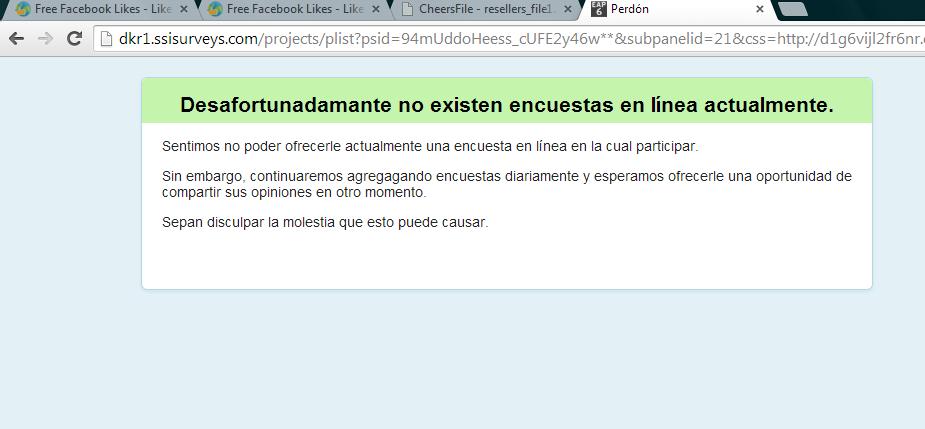 Free Facebook Likes - Like
Free Facebook Likes - Like
CheersFile - resellers_file1.
EAP 6
Perdón
dkr1.ssisurveys.com/projects/plist?psid=94mUddoHeess_cUFE2y46w**&subpanelid=21&css=http://d1g6vijl2fr6nr.
Desafortunadamante no existen encuestas en línea actualmente.
Sentimos no poder ofrecerle actualmente una encuesta en línea en la cual participar.
Sin embargo, continuaremos agregagando encuestas diariamente y esperamos ofrecerle una oportunidad de
compartir sus opiniones en otro momento.
Sepan disculpar la molestia que esto puede causar.